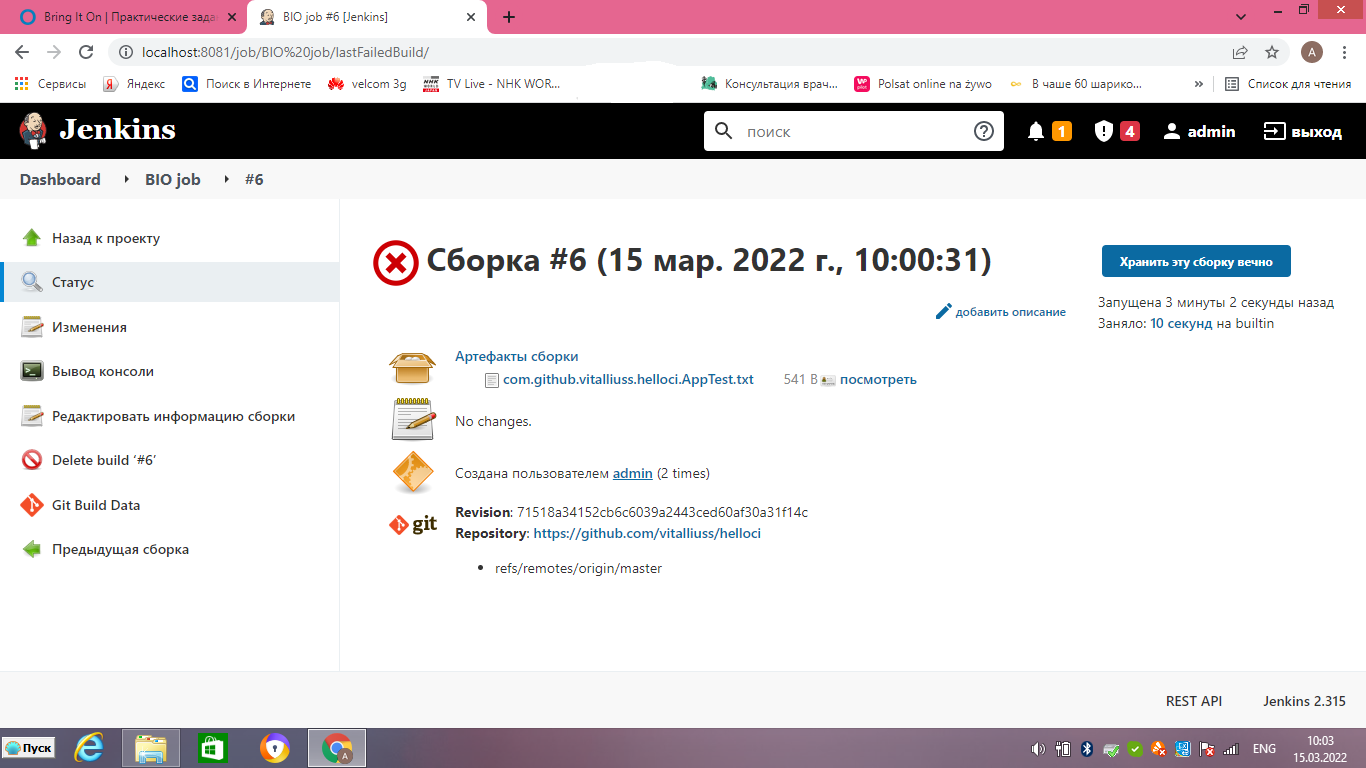 Bring It On | Практические зада
BIO job #6 [Jenkins]
localhost:8081/job/BIO%20job/lastFailedBuild/
A
Сервисы
Яндекс
Поиск в Интернете
velcom 3g
TV Live - NHK WOR...
Консультация врач...
Polsat online na żywo
В чаше 60 шарико...
»
Список для чтения
Jenkins
поиск
1
4
admin
выход
Dashboard
BIO job
#6
Назад к проекту
Статус
Изменения
Вывод консоли
Редактировать информацию сборки
Delete build ‘#6’
Git Build Data
Предыдущая сборка
Сборка #6 (15 мар. 2022 г., 10:00:31)
Хранить эту сборку вечно
добавить описание
Запущена 3 минуты 2 секунды назад
Заняло: 10 секунд на builtin
Артефакты сборки
com.github.vitalliuss.helloci.AppTest.txt 541 B посмотреть
No changes.
Создана пользователем admin (2 times)
git
Revision: 71518a34152cb6c6039a2443ced60af30a31f14c
Repository: https://github.com/vitalliuss/helloci
refs/remotes/origin/master
REST API
Jenkins 2.315
Пуск
ENG
10:03
15.03.2022